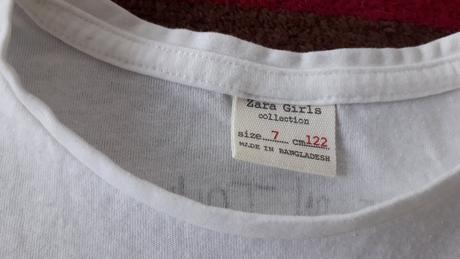 Zara Girls
collection
size 7 cm 122
MADE IN BANGLADESH